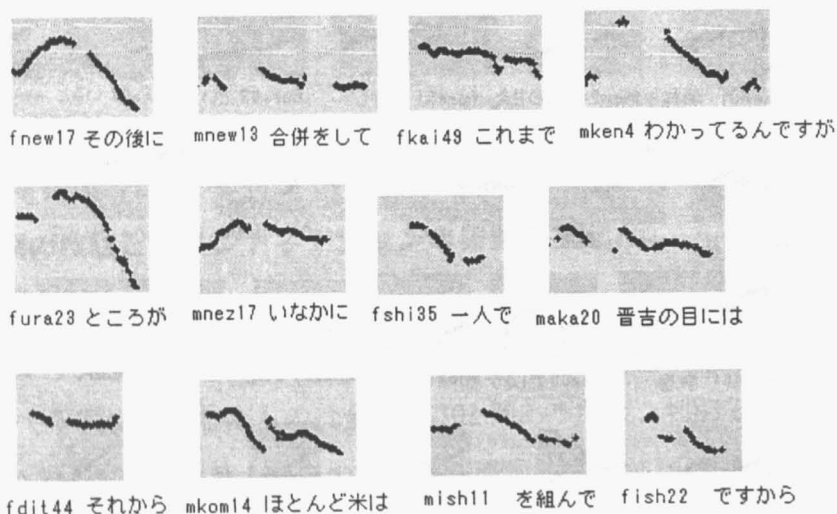 fnew17 その後に mnew13 合併をして fkai49 これまで mken4 わかってるんですが
fura23 ところが mnez17 いなかに fshi35 一人で maka20 晋吉の目には
fdit44 それから mkom14 ほとんど米は mish11 を組んで fish22 ですから